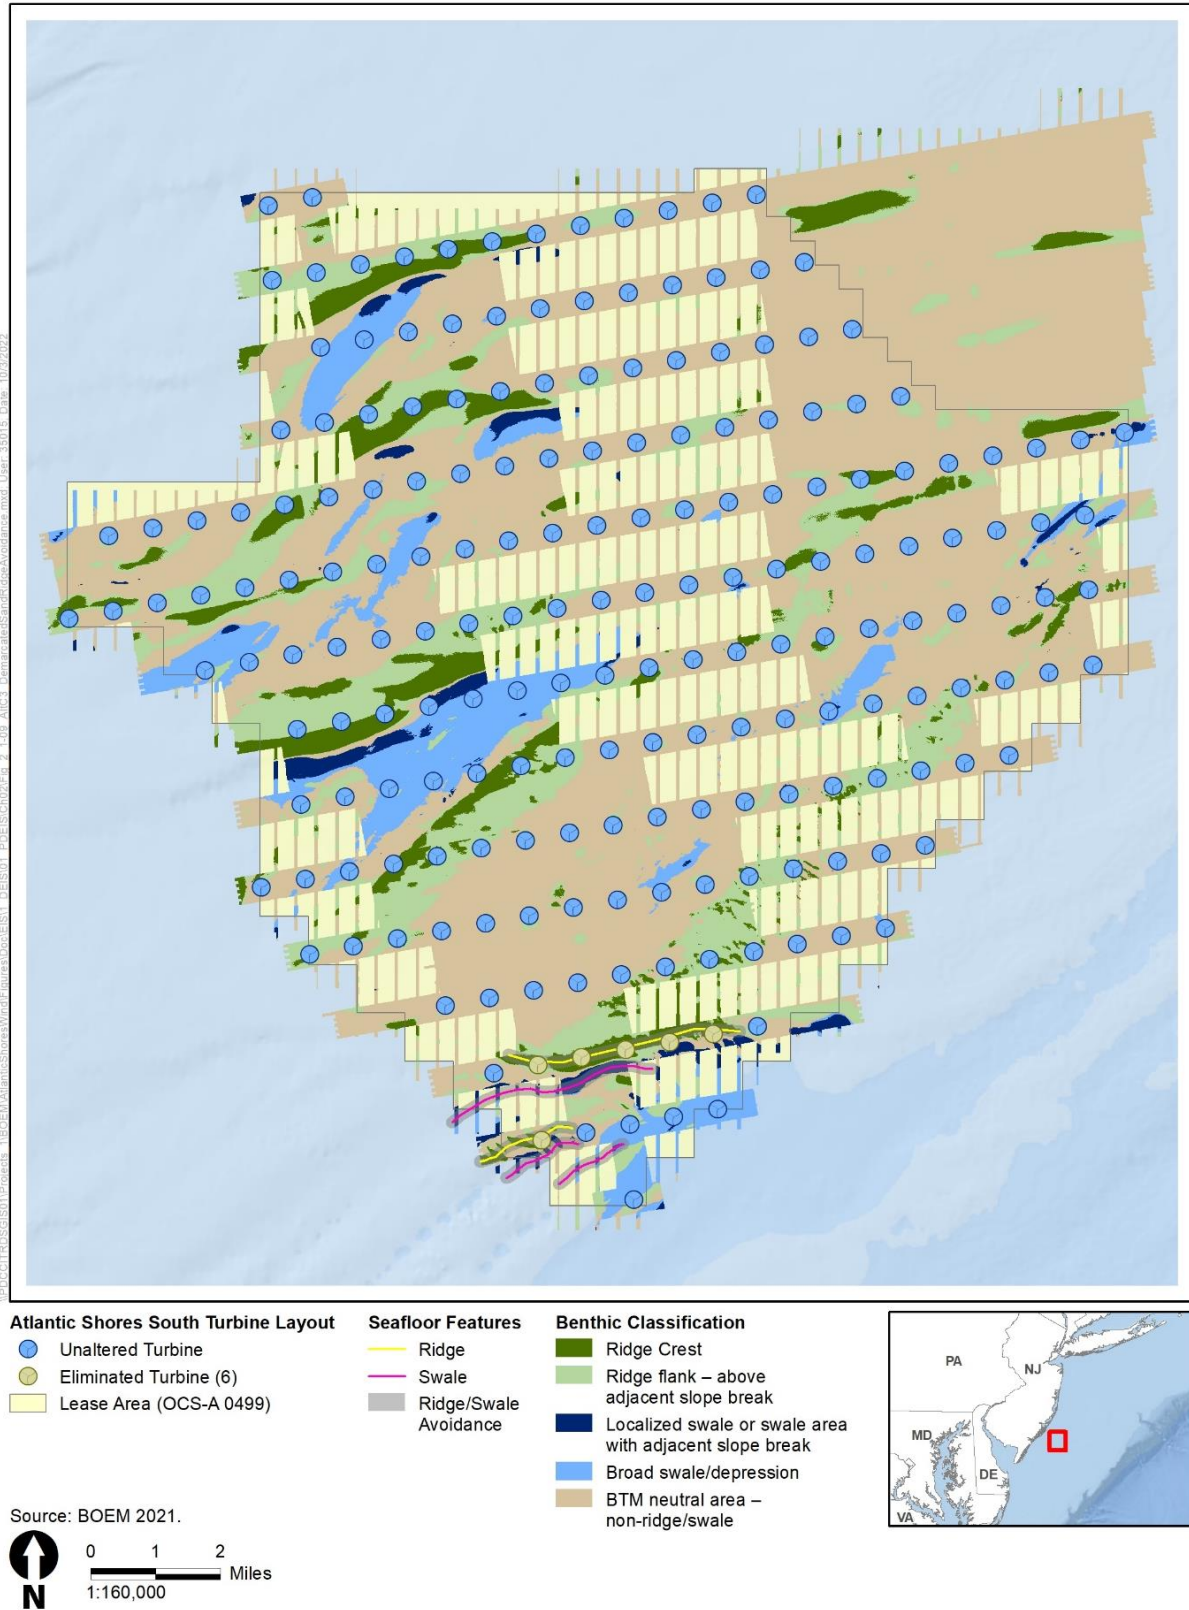 Atlantic Shores South Turbine Layout
Unaltered Turbine
Eliminated Turbine (6)
Lease Area (OCS-A 0499)
Seafloor Features
Ridge
Swale
Ridge/Swale
Avoidance
Benthic Classification
Ridge Crest
Ridge flank – above
adjacent slope break
Localized swale or swale area
with adjacent slope break
Broad swale/depression
BTM neutral area –
non-ridge/swale
PA
NJ
MD
DE
VA
Source: BOEM 2021.
N
0 1 2
Miles
1:160,000